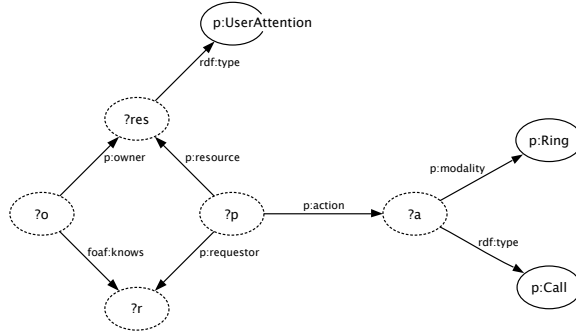 p:UserAttention
rdf:type
?res
p:Ring
p:owner
p:resource
p:modality
?o
?p
p:action
?a
foaf:knows
p:requestor
rdf:type
p:Call
?r